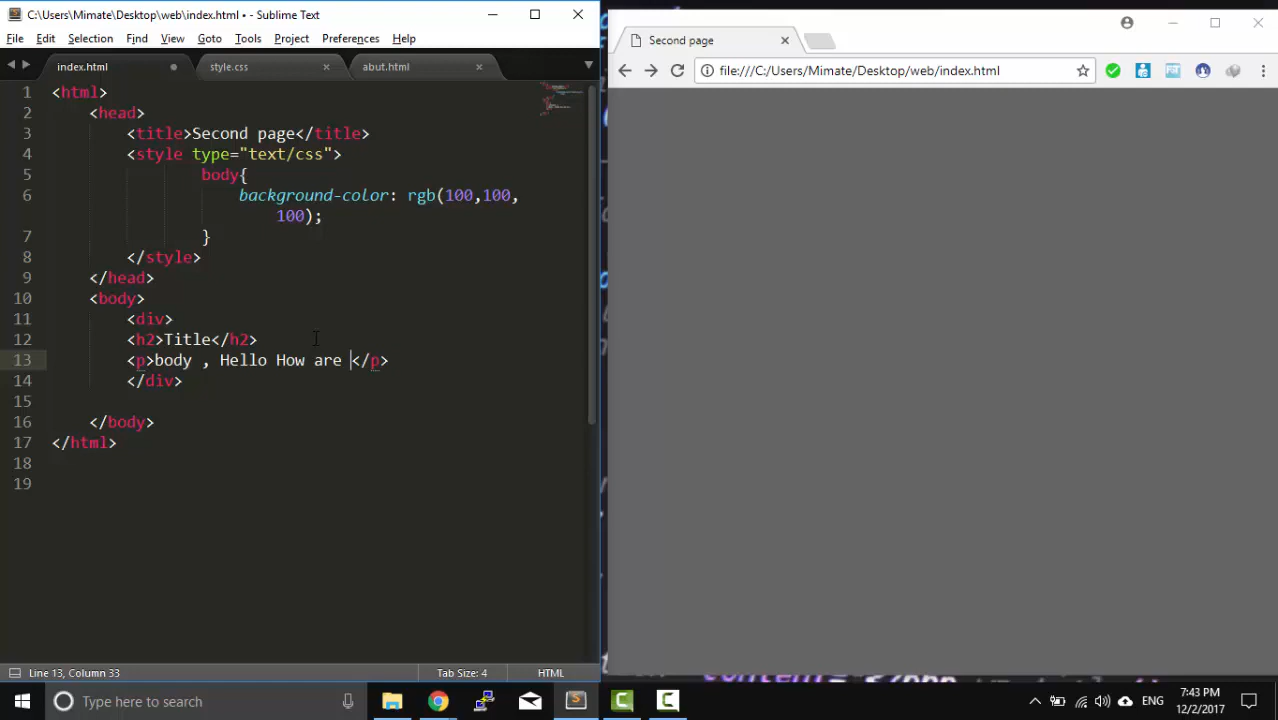 C:\Users\Mimate\Desktop\web\index.html • - Sublime Text
File Edit Selection Find View Goto Tools Project Preferences Help
index.html
style.css
abut.html
1 <html>
2 <head>
3 <title>Second page</title>
4 <style type="text/css">
5 body{
6 background-color: rgb(100,100,
100);
7 }
8 </style>
9 </head>
10 <body>
11 <div>
12 <h2>Title</h2>
13 <p>body , Hello How are </p>
14 </div>
15
16 </body>
17 </html>
18
19
Line 13, Column 33
Tab Size: 4
HTML
Second page
file:///C:/Users/Mimate/Desktop/web/index.html
Type here to search
ENG
7:43 PM
12/2/2017